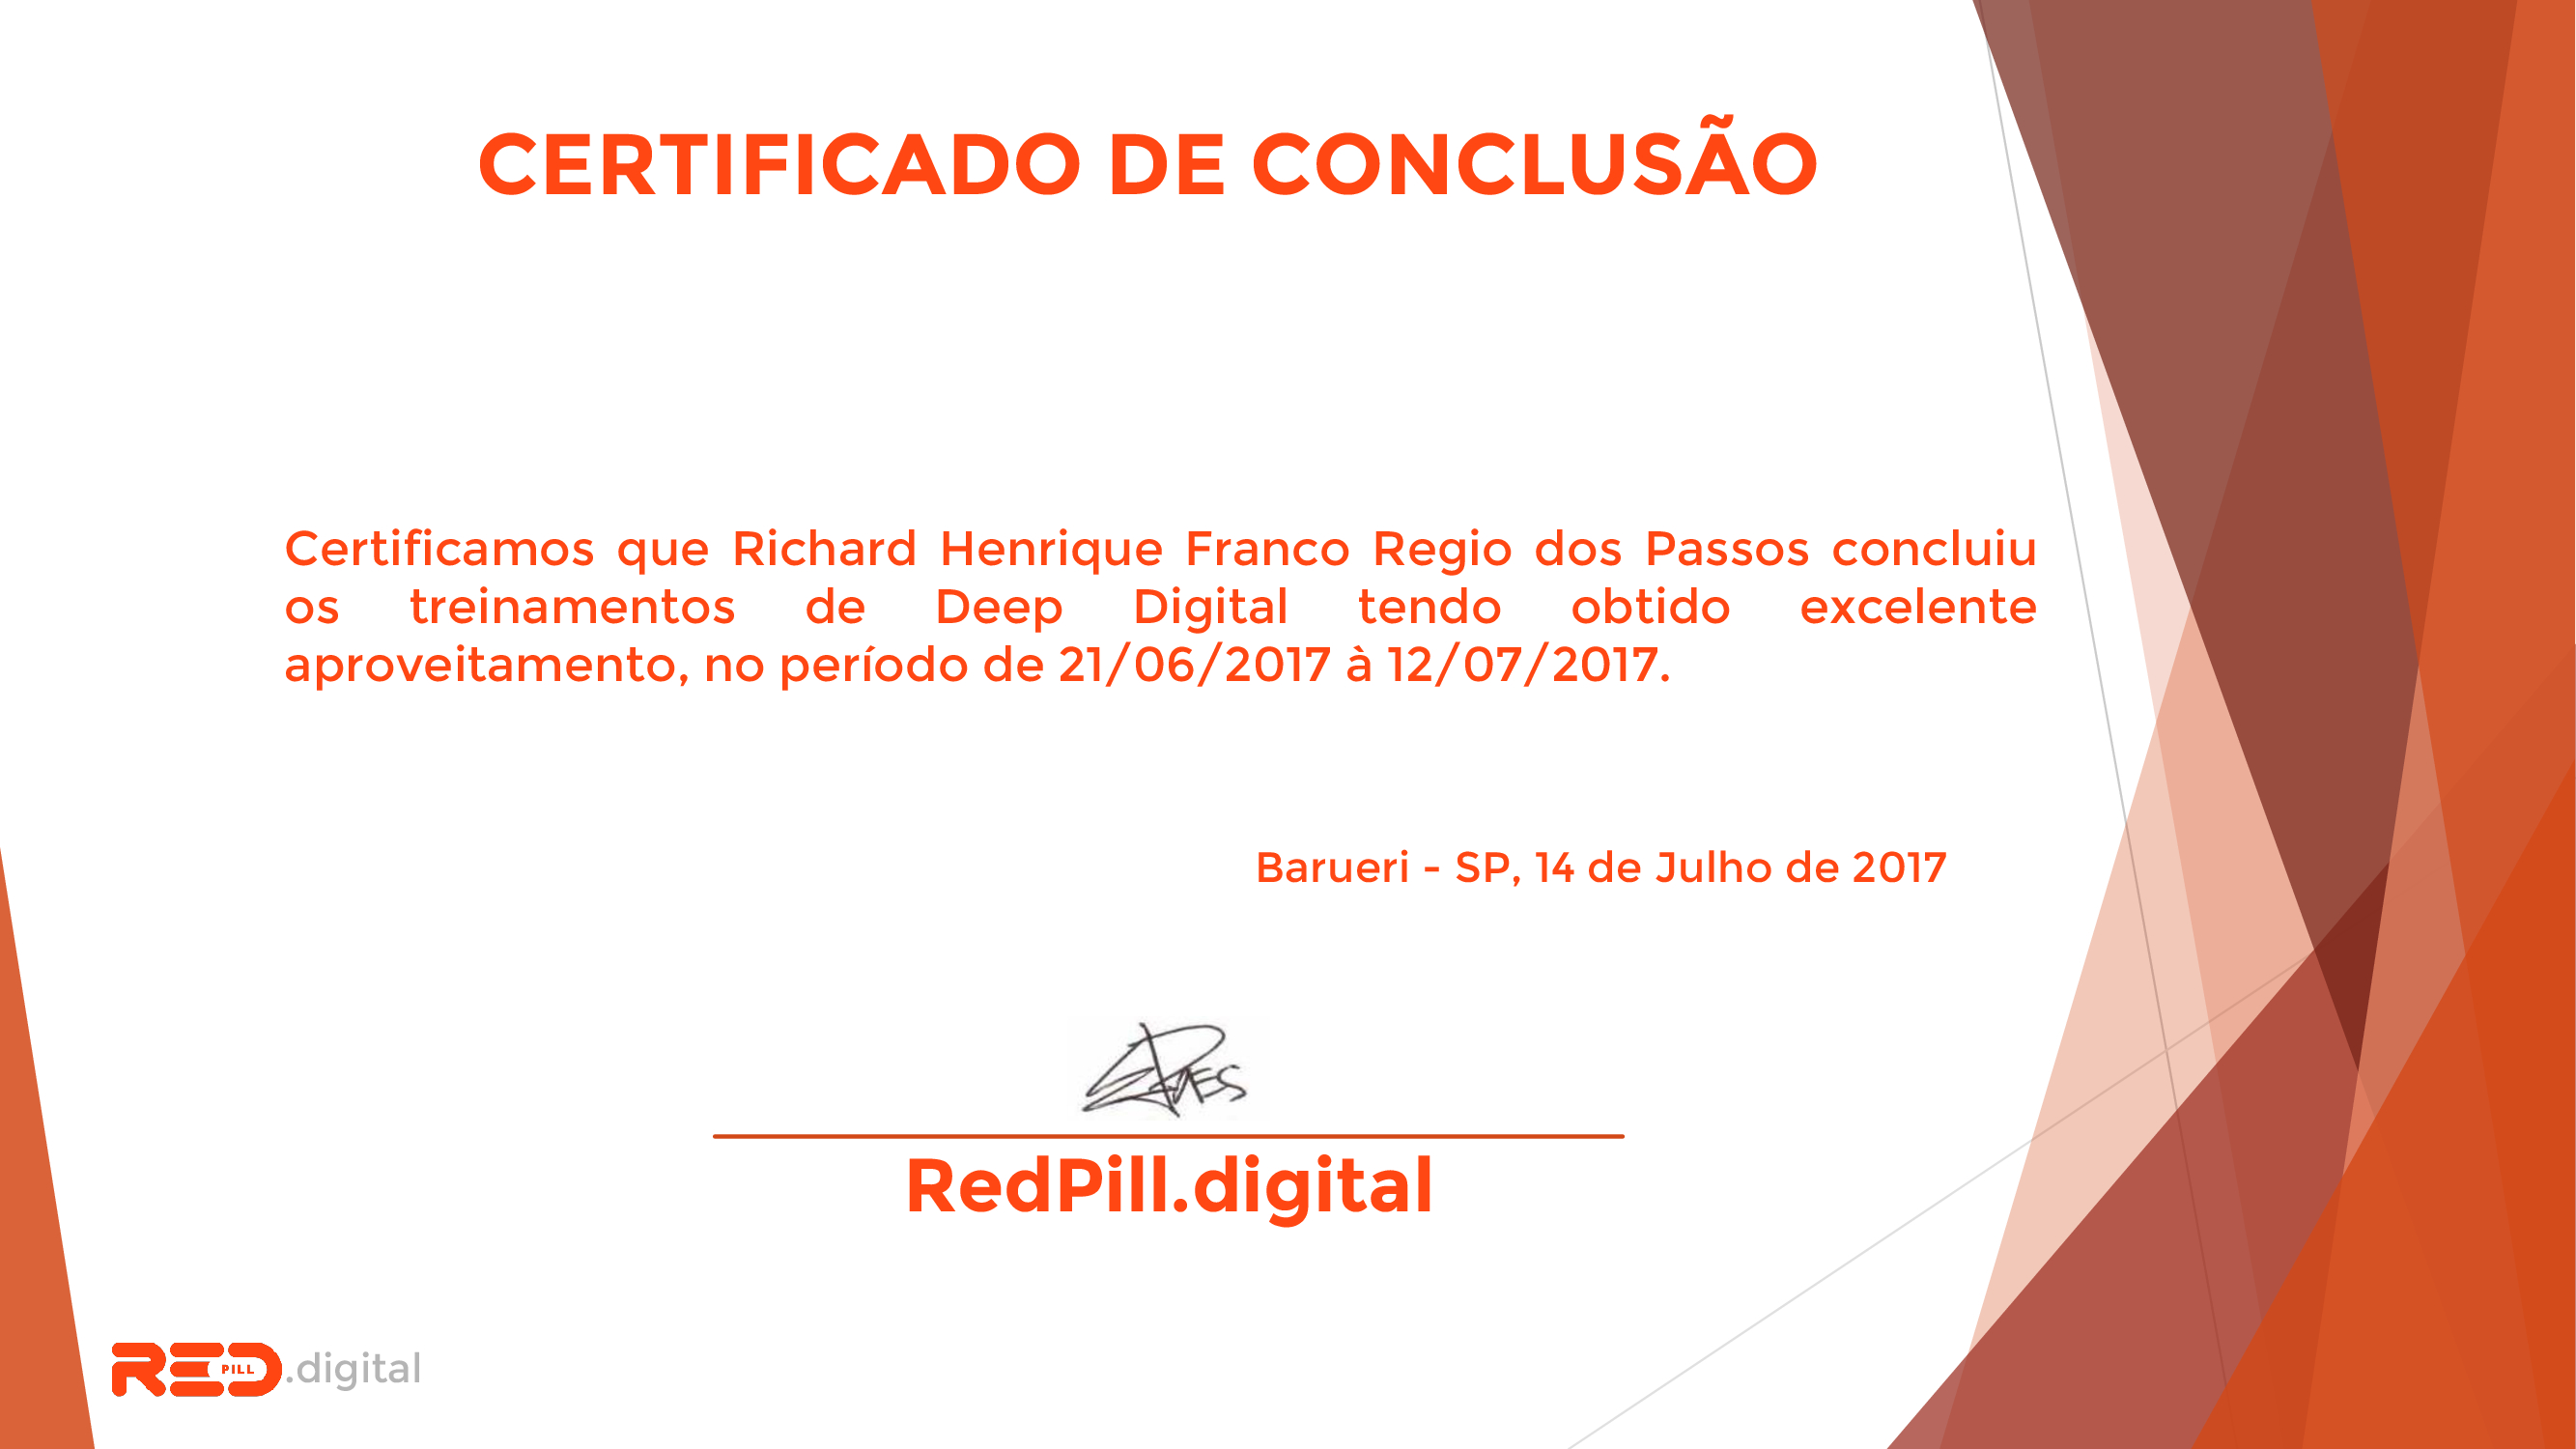 CERTIFICADO DE CONCLUSÃO
Certificamos que Richard Henrique Franco Regio dos Passos concluiu
os treinamentos de Deep Digital tendo obtido excelente
aproveitamento, no período de 21/06/2017 à 12/07/2017.
Barueri - SP, 14 de Julho de 2017
RedPill.digital
RED PILL .digital